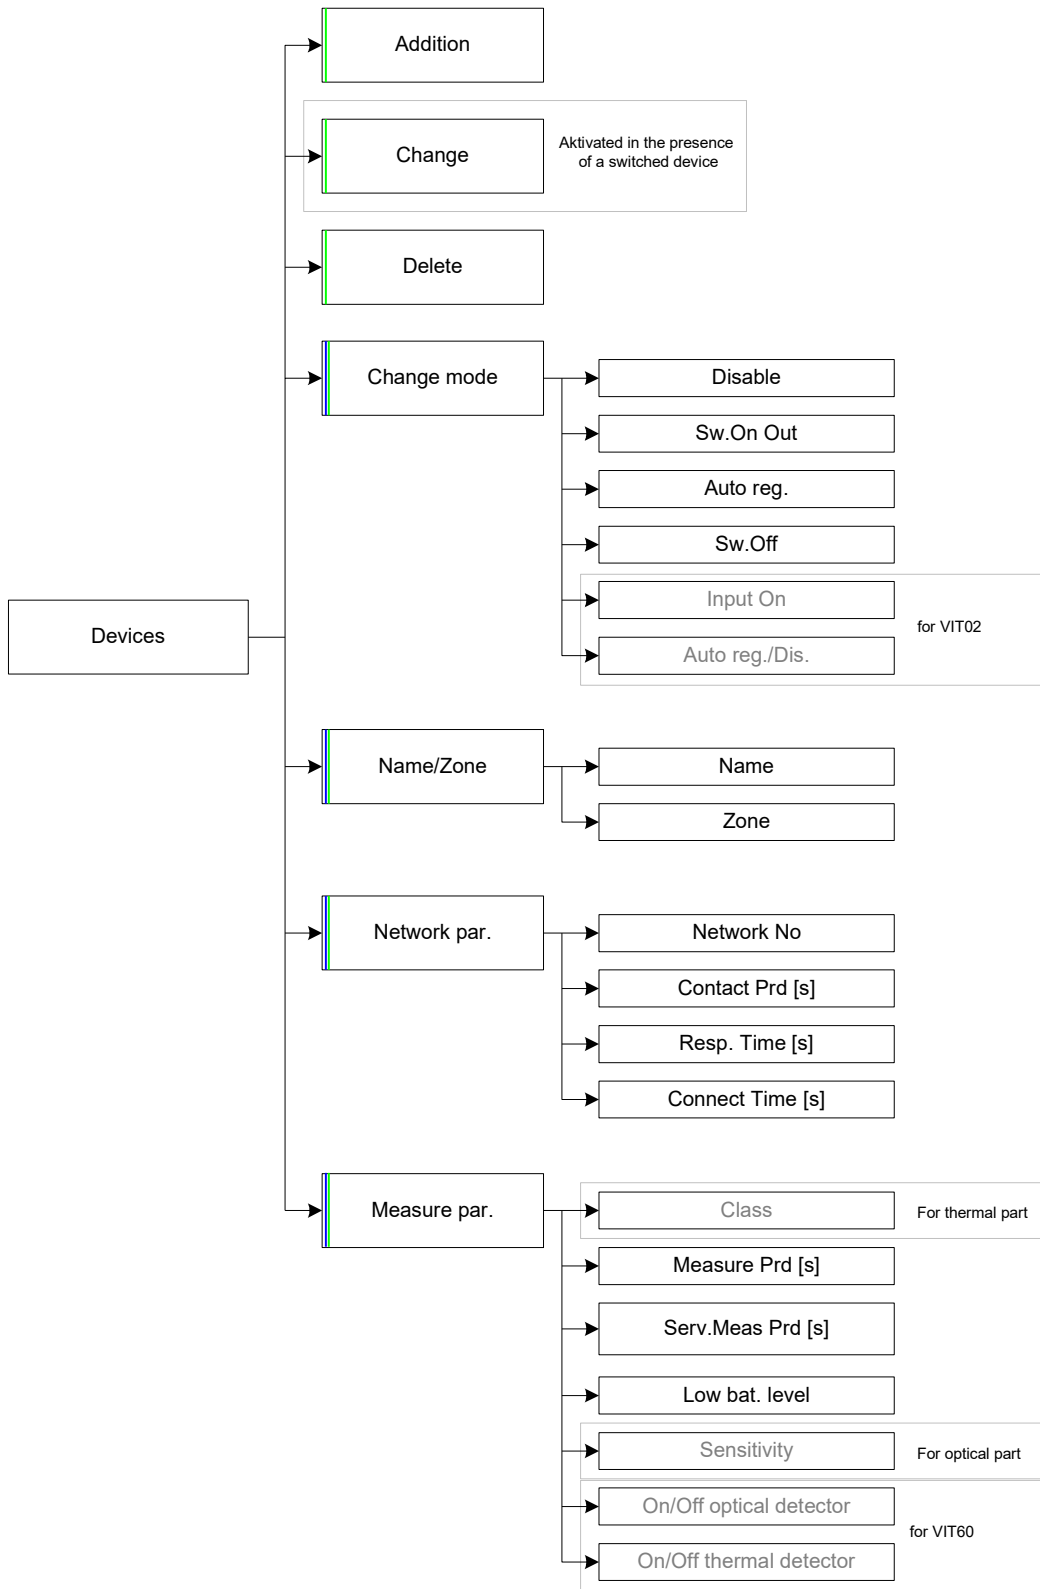 Addition
Change
Aktivated in the presence
of a switched device
Delete
Change mode
Disable
Sw.On Out
Auto reg.
Sw.Off
Input On
for VIT02
Auto reg./Dis.
Devices
Name/Zone
Name
Zone
Network par.
Network No
Contact Prd [s]
Resp. Time [s]
Connect Time [s]
Measure par.
Class
For thermal part
Measure Prd [s]
Serv.Meas Prd [s]
Low bat. level
Sensitivity
For optical part
On/Off optical detector
for VIT60
On/Off thermal detector